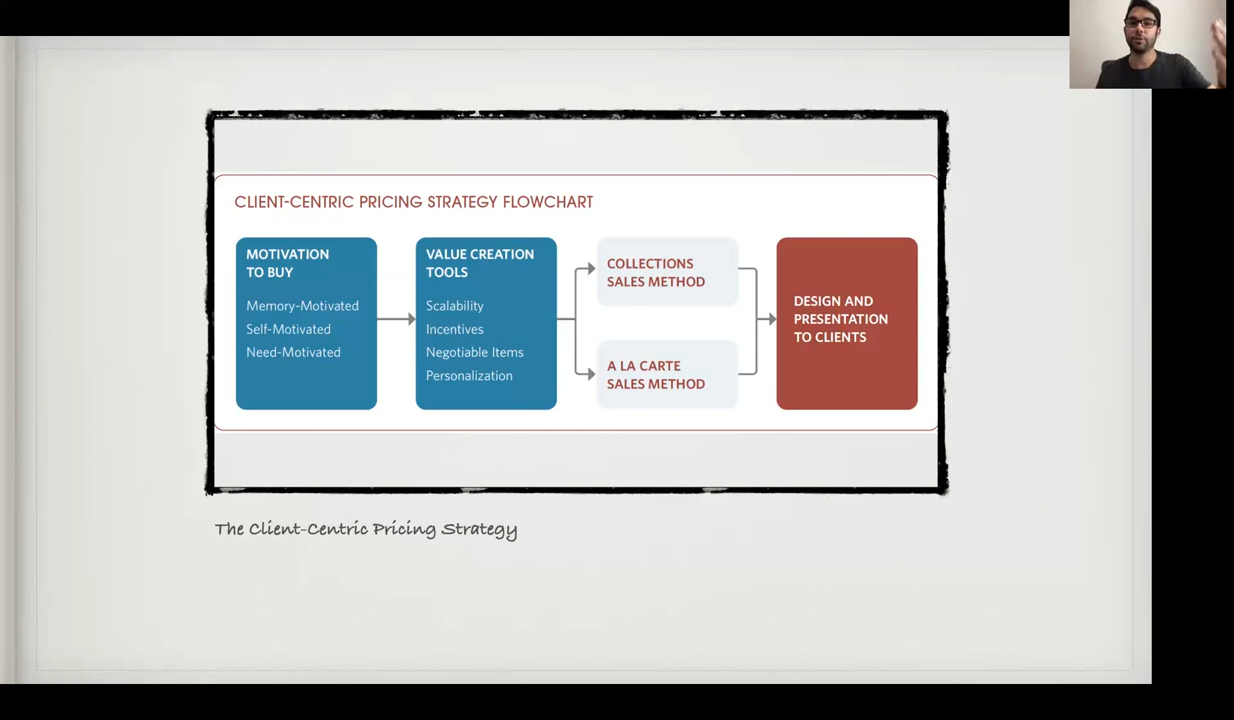 CLIENT-CENTRIC PRICING STRATEGY FLOWCHART
MOTIVATION
TO BUY
Memory-Motivated
Self-Motivated
Need-Motivated
VALUE CREATION
TOOLS
Scalability
Incentives
Negotiable Items
Personalization
COLLECTIONS
SALES METHOD
A LA CARTE
SALES METHOD
DESIGN AND
PRESENTATION
TO CLIENTS
The Client-Centric Pricing Strategy